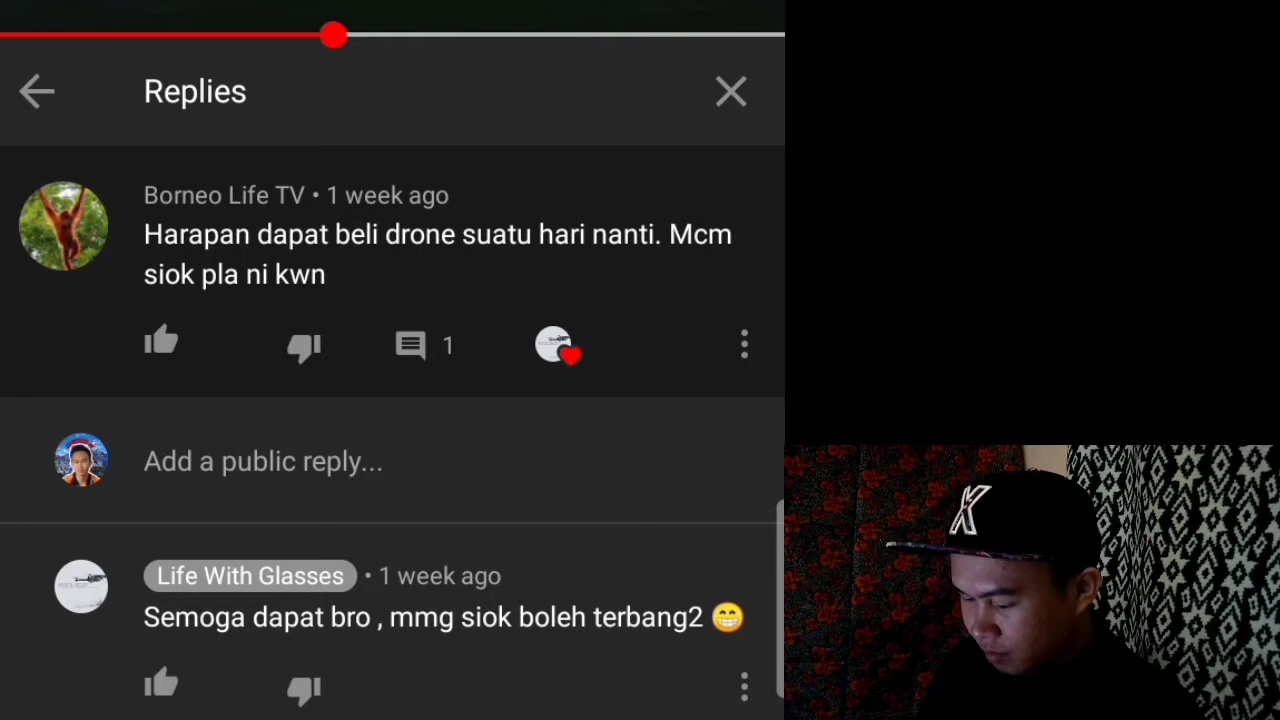 Replies
Borneo Life TV • 1 week ago
Harapan dapat beli drone suatu hari nanti. Mcm
siok pla ni kwn
1
Add a public reply...
Life With Glasses • 1 week ago
Semoga dapat bro , mmg siok boleh terbang2 😁
X